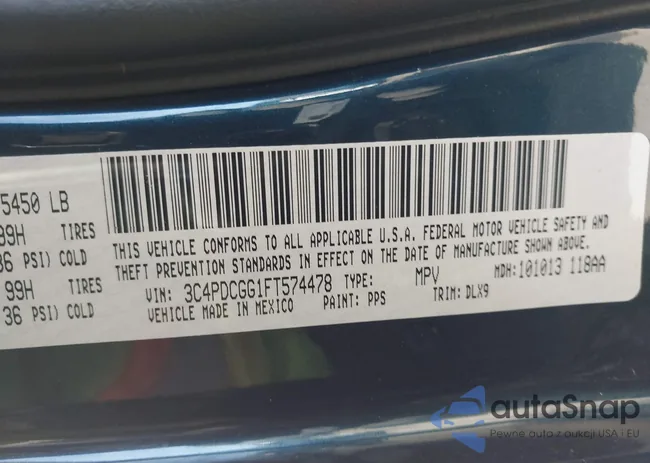 5450 LB
99H TIRES
36 PSI) COLD
99H TIRES
36 PSI) COLD
THIS VEHICLE CONFORMS TO ALL APPLICABLE U.S.A. FEDERAL MOTOR VEHICLE SAFETY AND
THEFT PREVENTION STANDARDS IN EFFECT ON THE DATE OF MANUFACTURE SHOWN ABOVE.
VIN: 3C4PDCGG1FT574478 TYPE: MPV MDH: 101013 118AA
VEHICLE MADE IN MEXICO PAINT: PPS TRIM: DLX9
autaSnap
Pewne auta z aukcji USA i EU